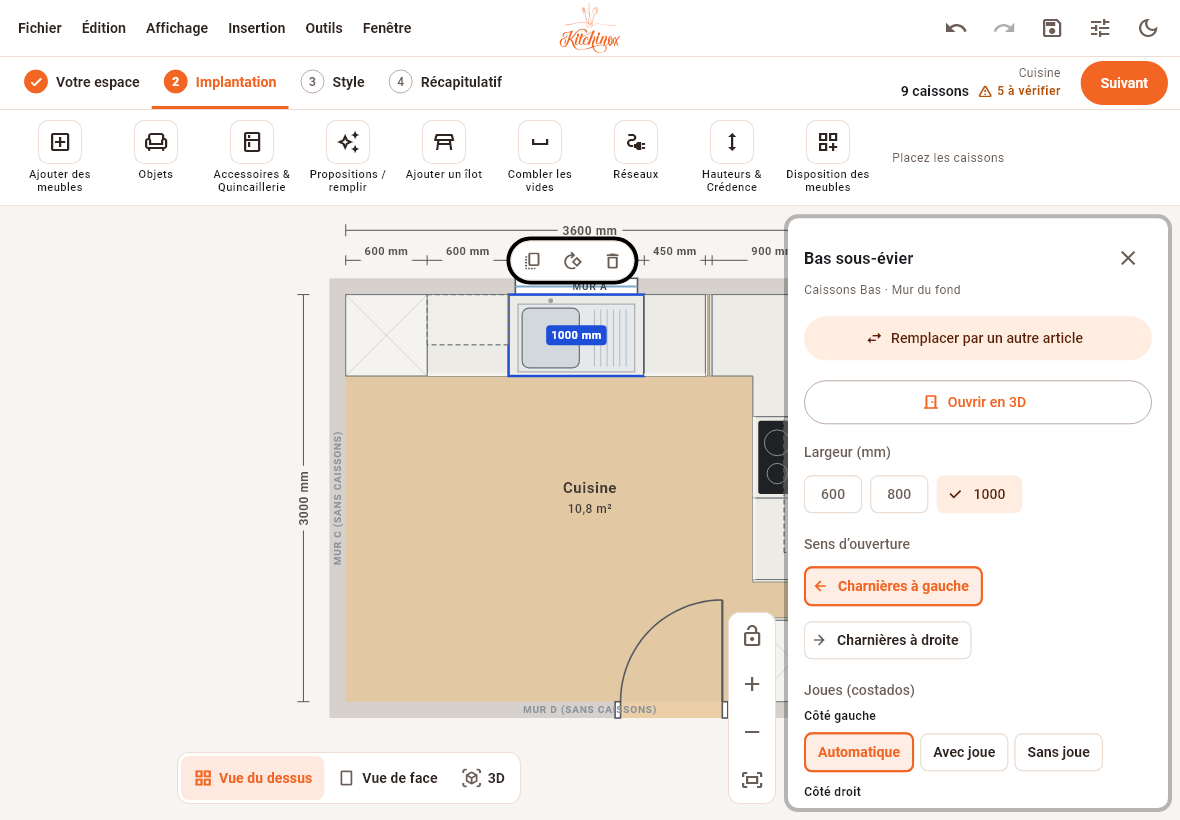 Fichier
Édition
Affichage
Insertion
Outils
Fenêtre
Kitchinox
Votre espace
2
Implantation
3
Style
4
Récapitulatif
Cuisine
9 caissons
5 à vérifier
Suivant
Ajouter des
meubles
Objets
Accessoires &
Quincaillerie
Propositions /
remplir
Ajouter un îlot
Combler les
vides
Réseaux
Hauteurs &
Crédence
Disposition des
meubles
Placez les caissons
3600 mm
600 mm
600 mm
450 mm
MUR A
1000 mm
3000 mm
MUR C (SANS CAISSONS)
Cuisine
10,8 m²
MUR D (SANS CAISSONS)
Vue du dessus
Vue de face
3D
Bas sous-évier
Caissons Bas · Mur du fond
Remplacer par un autre article
Ouvrir en 3D
Largeur (mm)
600
800
1000
Sens d'ouverture
Charnières à gauche
Charnières à droite
Joues (costados)
Côté gauche
Automatique
Avec joue
Sans joue
Côté droit